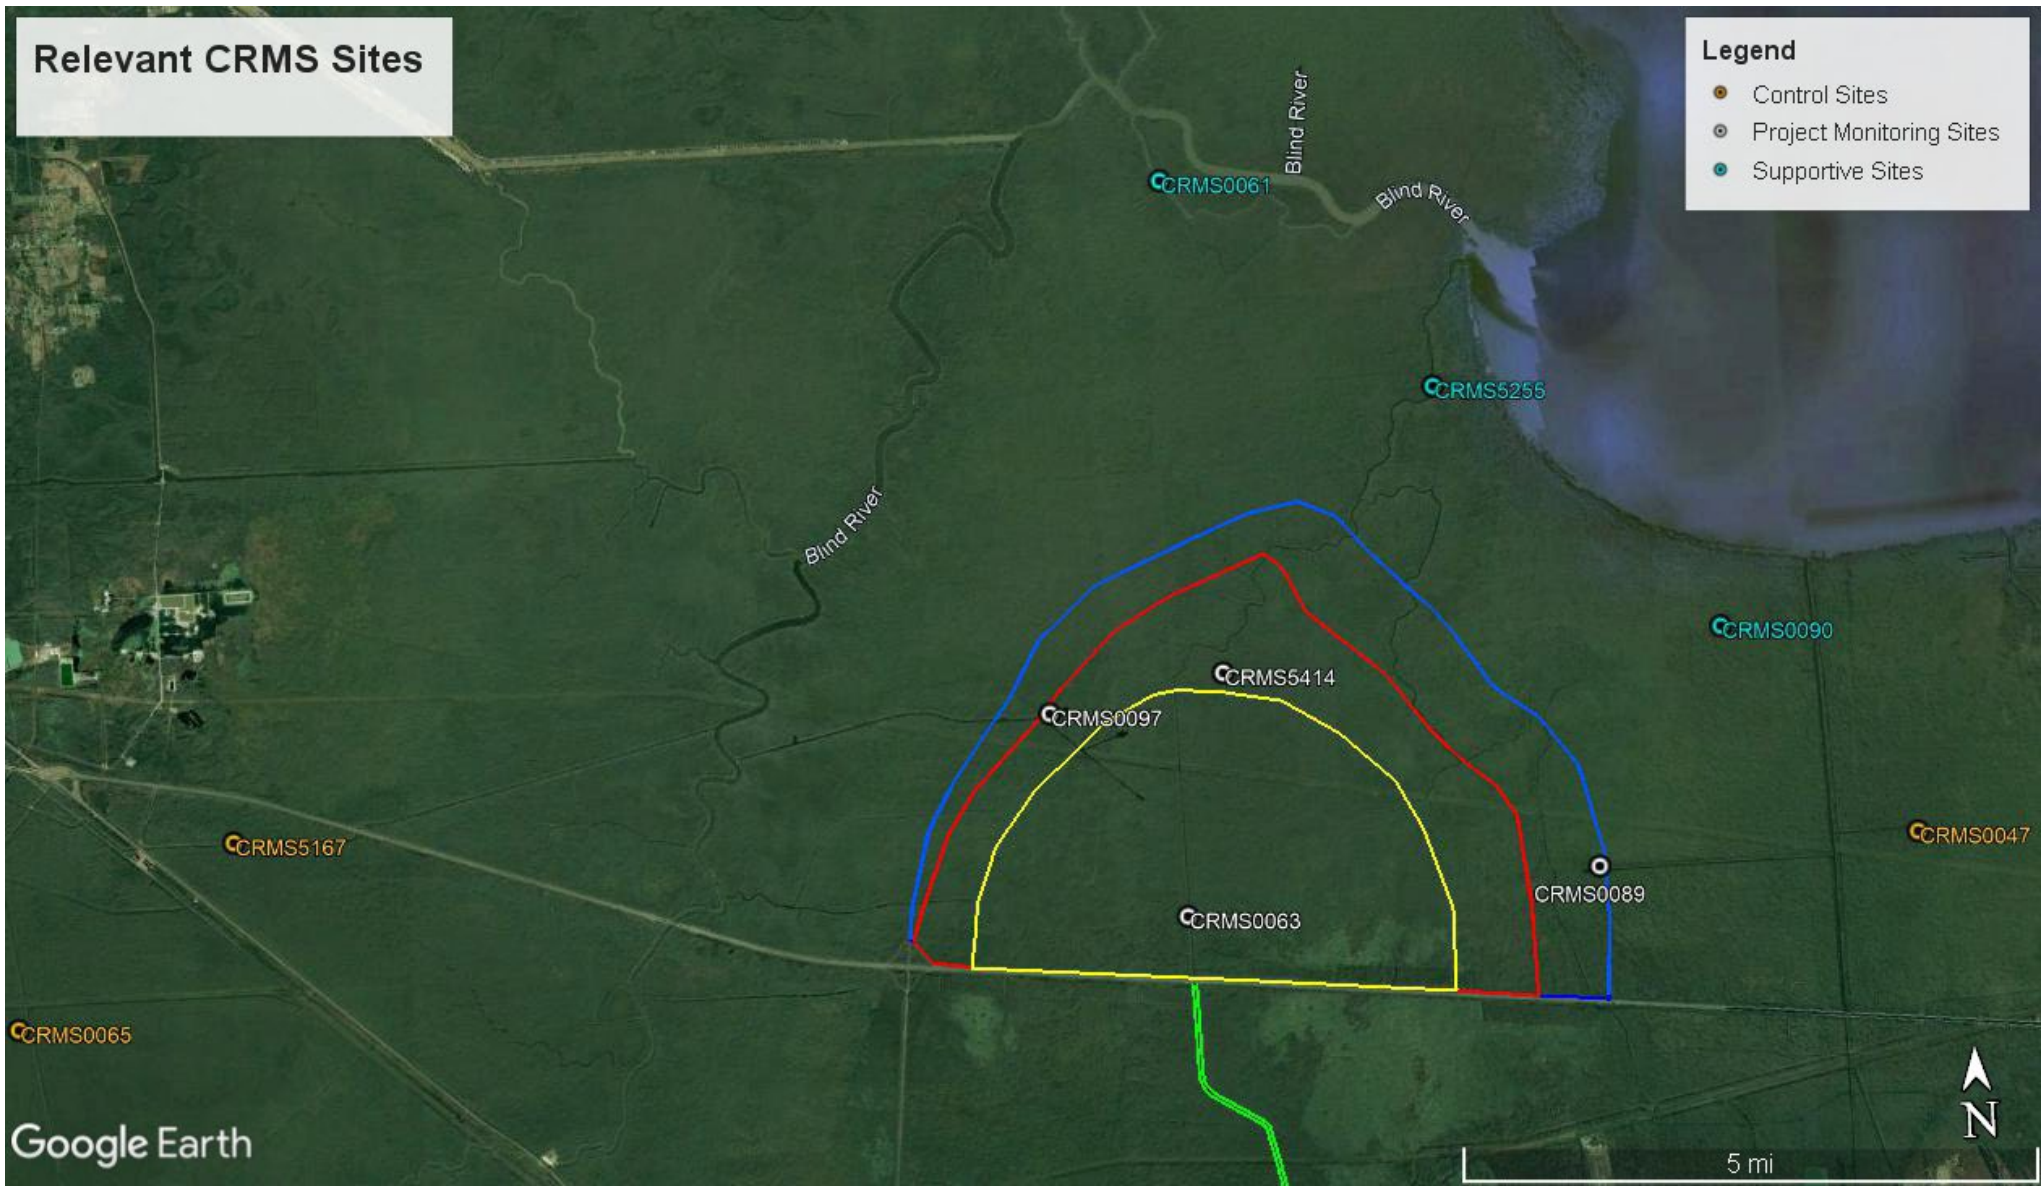 Relevant CRMS Sites
Legend
Control Sites
Project Monitoring Sites
Supportive Sites
Blind River
CRMS0061
Blind River
CRMS5255
Blind River
CRMS0090
CRMS5414
CRMS0097
CRMS5167
CRMS0047
CRMS0089
CRMS0063
CRMS0065
N
Google Earth
5 mi